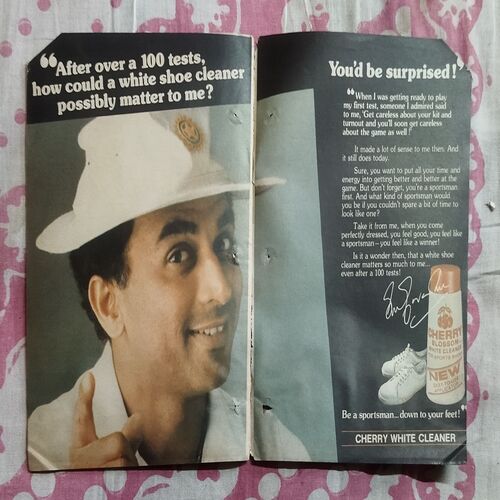 “After over a 100 tests,
how could a white shoe cleaner
possibly matter to me?
You'd be surprised!”
“When I was getting ready to play
my first test, someone I admired said
to me, 'Get careless about your kit and
turnout and you'll soon get careless
about the game as well!'
It made a lot of sense to me then. And
it still does today.
Sure, you want to put all your time and
energy into getting better and better at the
game. But don't forget, you're a sportsman
first. And what kind of sportsman would
you be if you couldn't spare a bit of time to
look like one?
Take it from me, when you come
perfectly dressed, you feel good, you feel like
a sportsman – you feel like a winner!
Is it a wonder then, that a white shoe
cleaner matters so much to me...
even after a 100 tests!
CHERRY
BLOSSOM
WHITE CLEANER
FOR SPORTS SHOES
NEW
Be a sportsman... down to your feet!”
CHERRY WHITE CLEANER